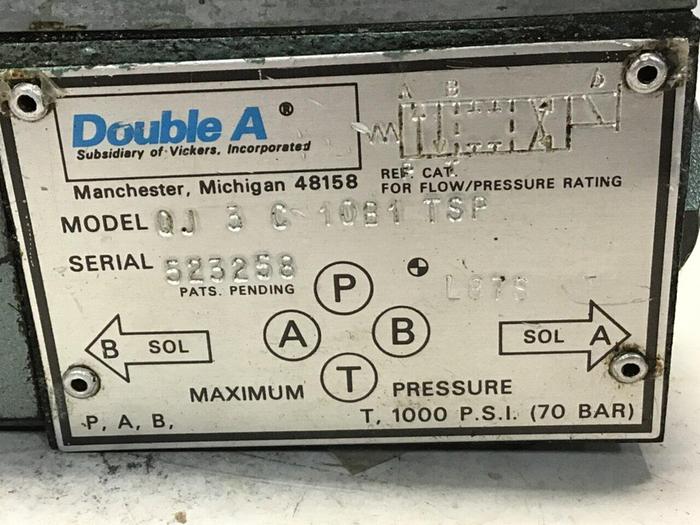 Double A ®
Subsidiary of Vickers, Incorporated
Manchester, Michigan 48158
A B D
REF. CAT.
FOR FLOW/PRESSURE RATING
MODEL QJ 3 C 10B1 TSP
SERIAL 523258
PATS. PENDING
P
A B
T
B SOL
SOL A
MAXIMUM PRESSURE
P, A, B, T, 1000 P.S.I. (70 BAR)